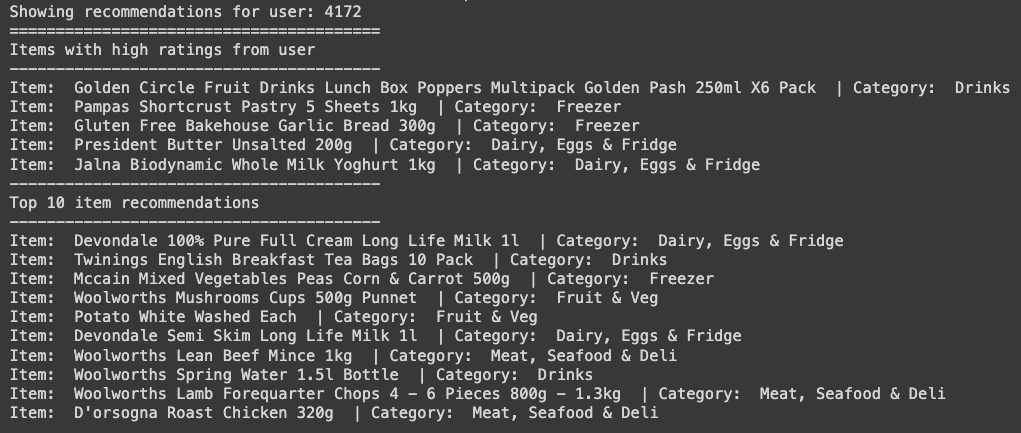 Showing recommendations for user: 4172
========================================
Items with high ratings from user
----------------------------------------
Item:  Golden Circle Fruit Drinks Lunch Box Poppers Multipack Golden Pash 250ml X6 Pack  | Category:  Drinks
Item:  Pampas Shortcrust Pastry 5 Sheets 1kg  | Category:  Freezer
Item:  Gluten Free Bakehouse Garlic Bread 300g  | Category:  Freezer
Item:  President Butter Unsalted 200g  | Category:  Dairy, Eggs & Fridge
Item:  Jalna Biodynamic Whole Milk Yoghurt 1kg  | Category:  Dairy, Eggs & Fridge
----------------------------------------
Top 10 item recommendations
----------------------------------------
Item:  Devondale 100% Pure Full Cream Long Life Milk 1l  | Category:  Dairy, Eggs & Fridge
Item:  Twinings English Breakfast Tea Bags 10 Pack  | Category:  Drinks
Item:  Mccain Mixed Vegetables Peas Corn & Carrot 500g  | Category:  Freezer
Item:  Woolworths Mushrooms Cups 500g Punnet  | Category:  Fruit & Veg
Item:  Potato White Washed Each  | Category:  Fruit & Veg
Item:  Devondale Semi Skim Long Life Milk 1l  | Category:  Dairy, Eggs & Fridge
Item:  Woolworths Lean Beef Mince 1kg  | Category:  Meat, Seafood & Deli
Item:  Woolworths Spring Water 1.5l Bottle  | Category:  Drinks
Item:  Woolworths Lamb Forequarter Chops 4 – 6 Pieces 800g – 1.3kg  | Category:  Meat, Seafood & Deli
Item:  D'orsogna Roast Chicken 320g  | Category:  Meat, Seafood & Deli